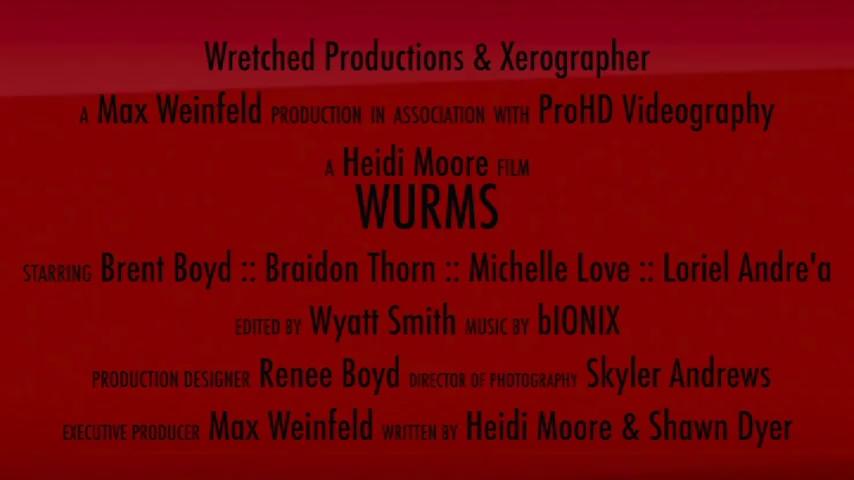 Wretched Productions & Xerographer
A Max Weinfeld PRODUCTION IN ASSOCIATION WITH ProHD Videography
A Heidi Moore FILM
WURMS
STARRING Brent Boyd :: Braidon Thorn :: Michelle Love :: Loriel Andre'a
EDITED BY Wyatt Smith MUSIC BY bIONIX
PRODUCTION DESIGNER Renee Boyd DIRECTOR OF PHOTOGRAPHY Skyler Andrews
EXECUTIVE PRODUCER Max Weinfeld WRITTEN BY Heidi Moore & Shawn Dyer